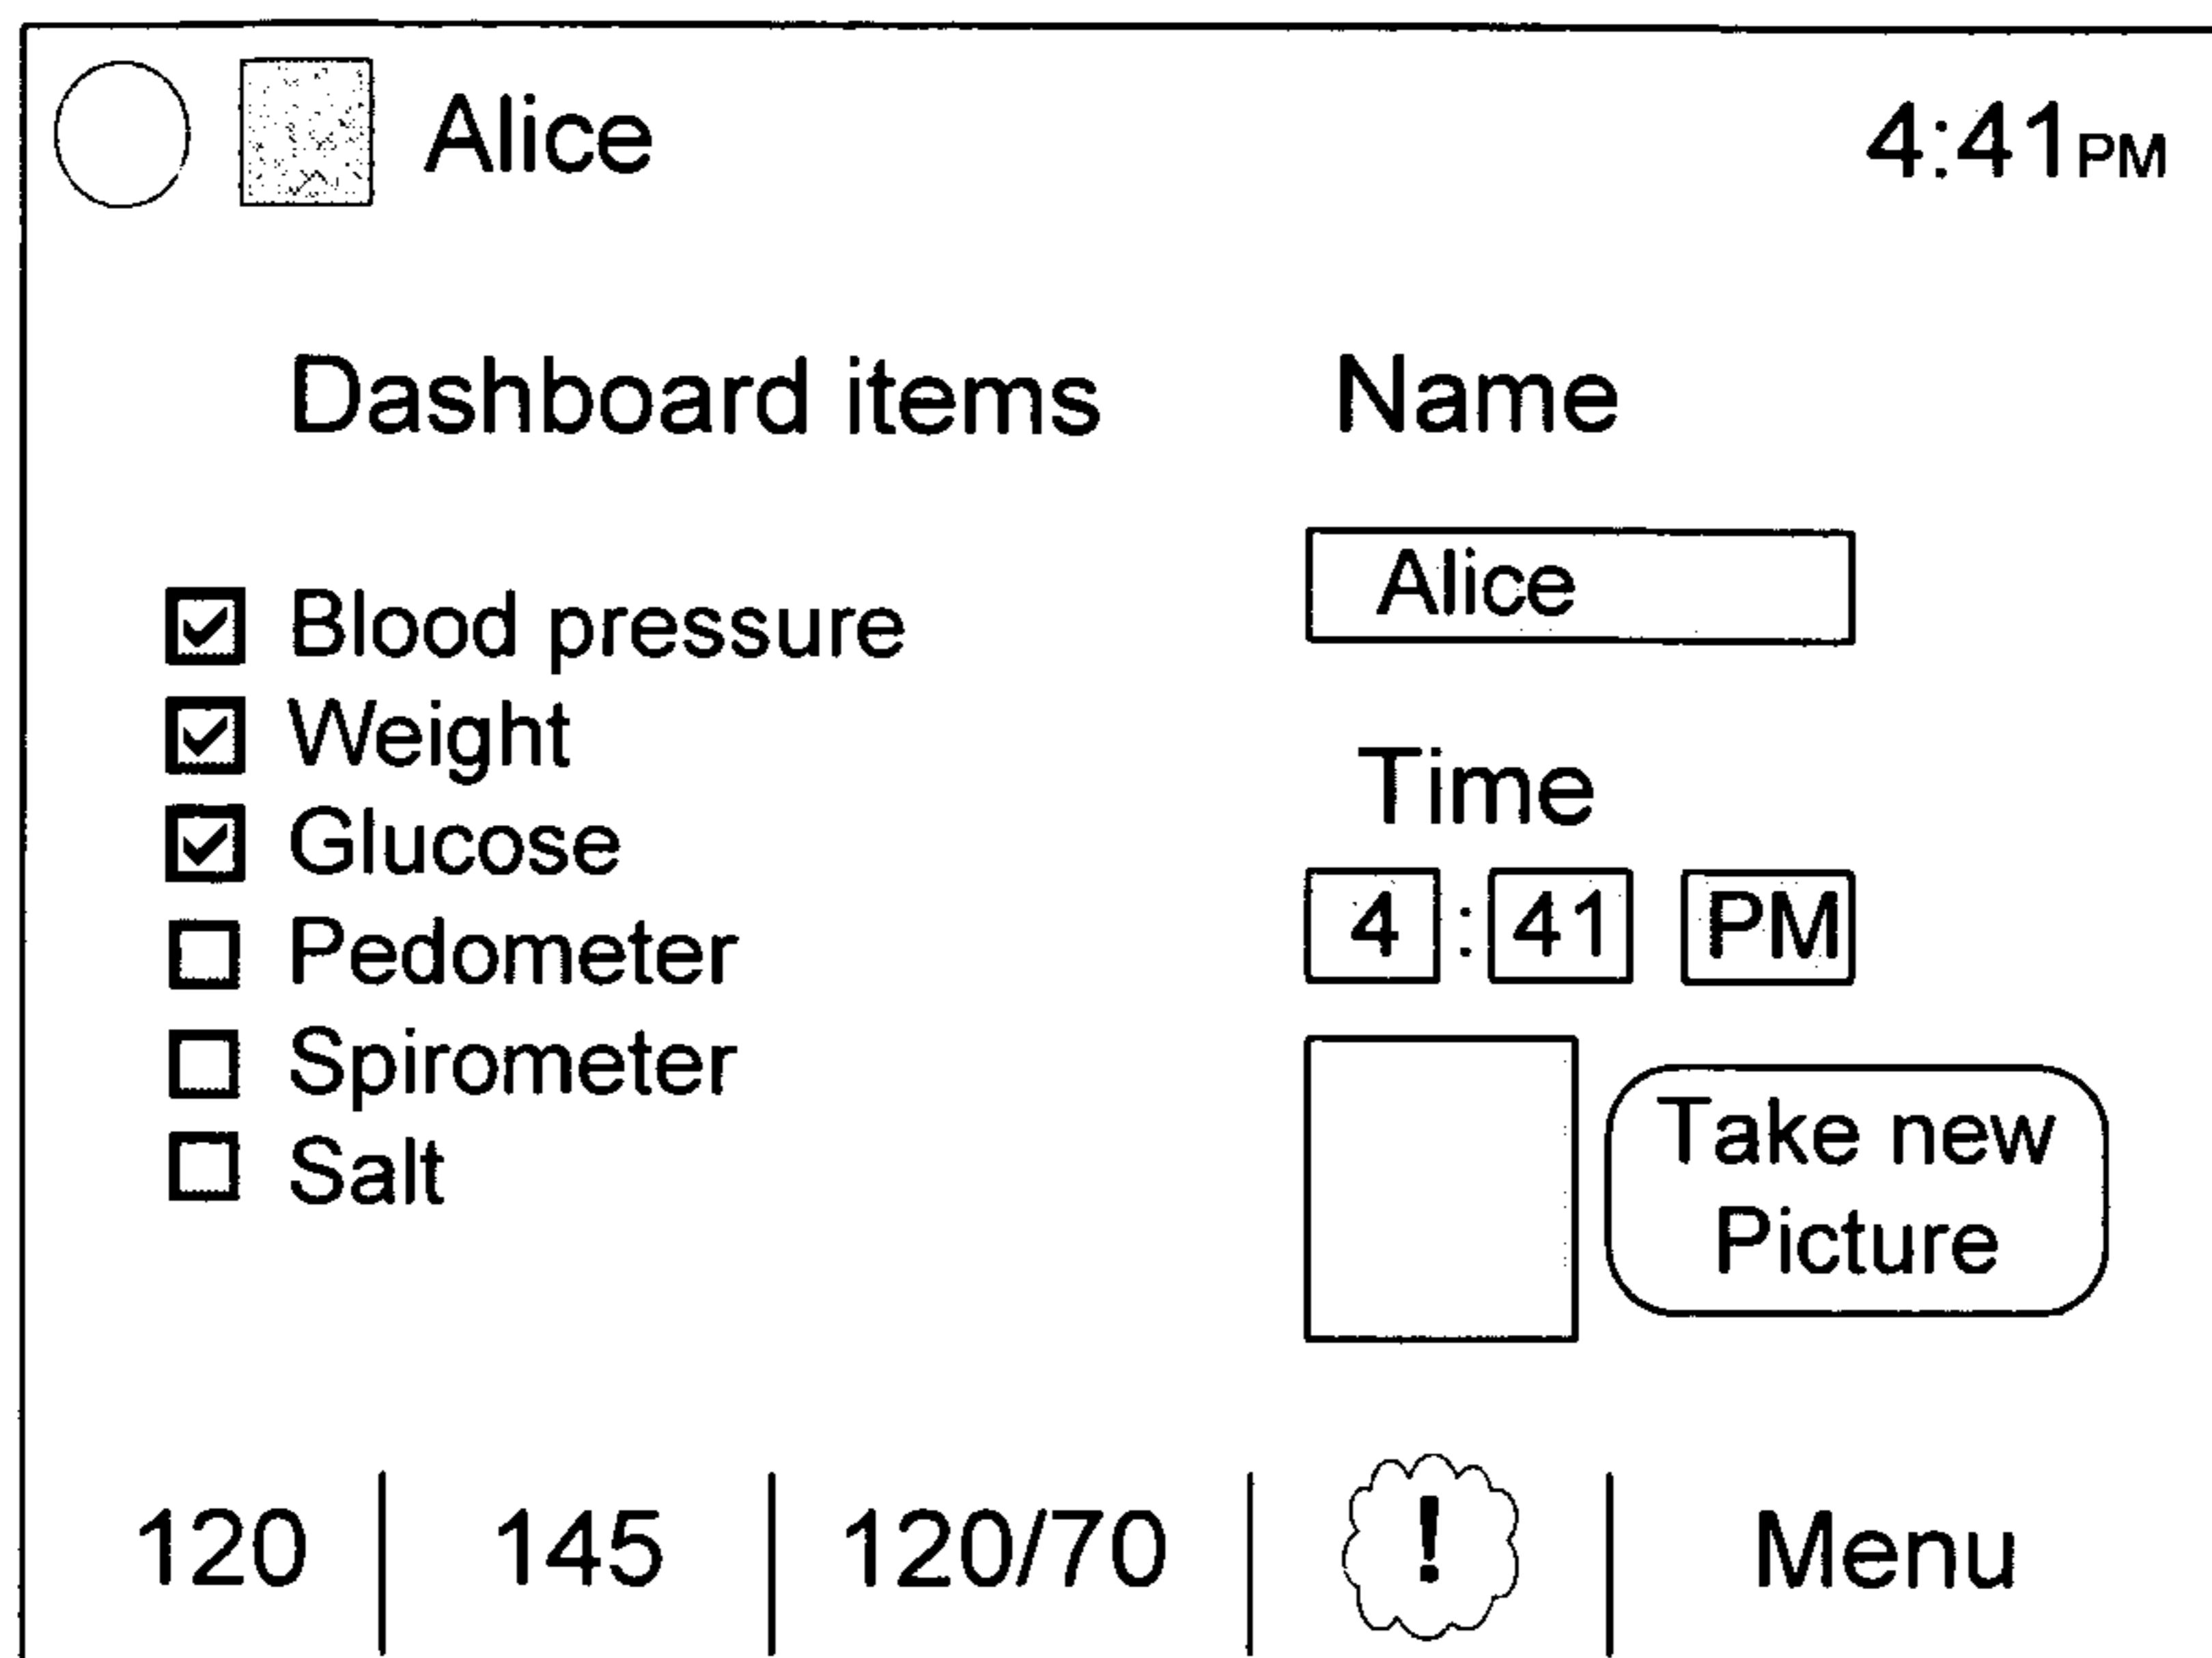 Alice
4:41PM
Dashboard items
Name
Blood pressure
Weight
Glucose
Pedometer
Spirometer
Salt
Alice
Time
4 : 41 PM
Take new
Picture
120 | 145 | 120/70 | ! | Menu